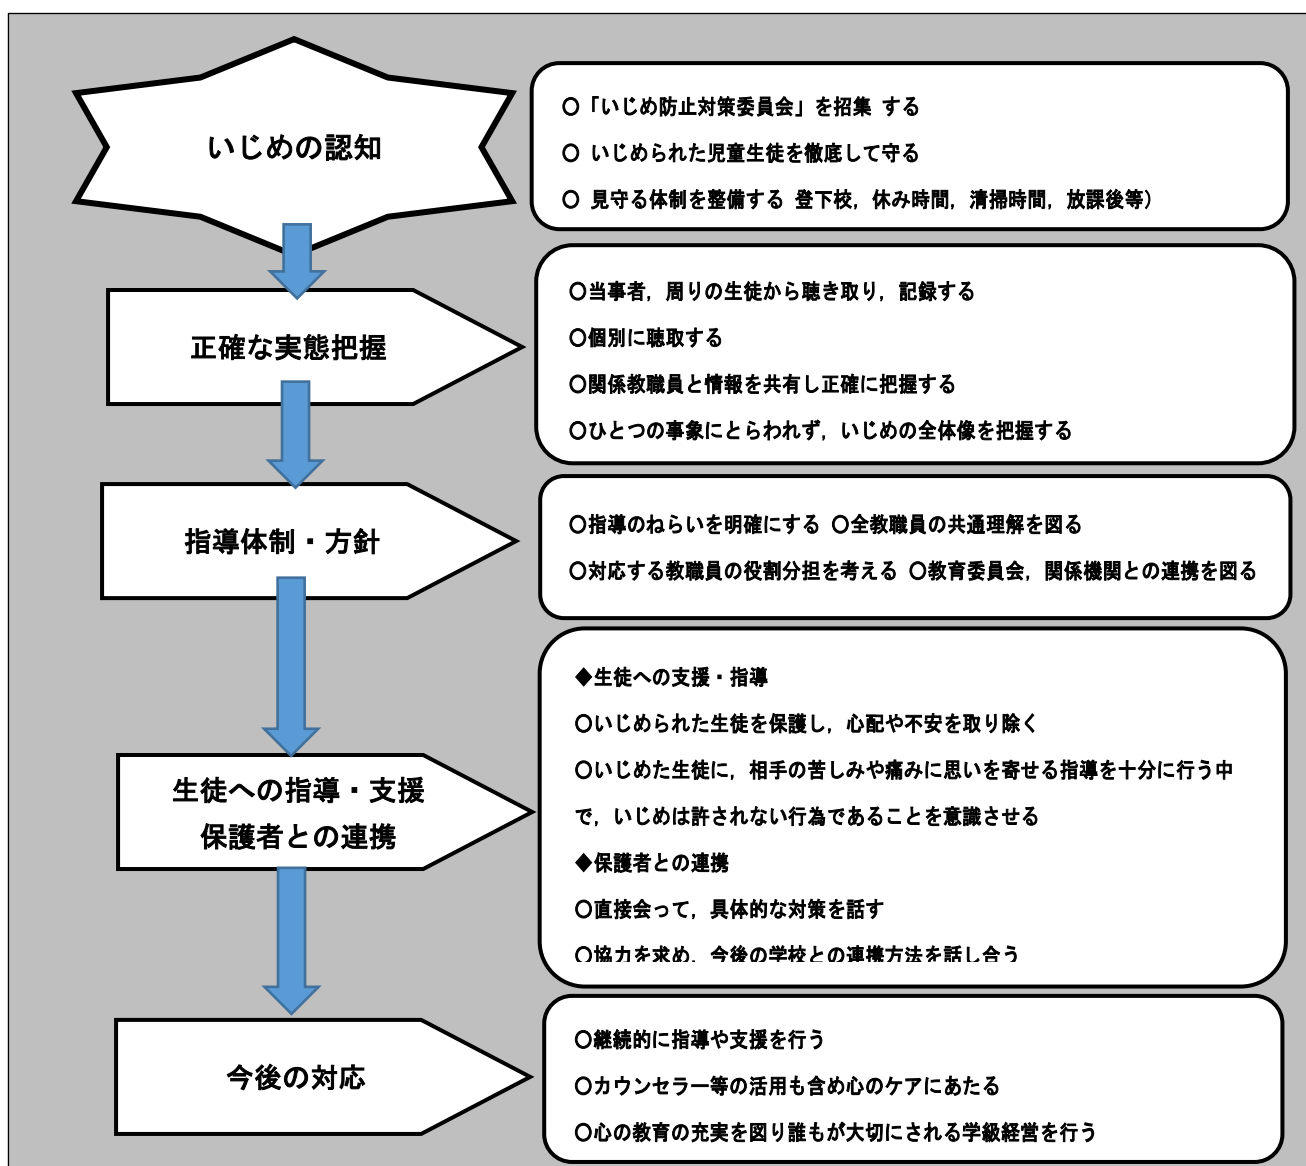 いじめの認知
〇「いじめ防止対策委員会」を招集 する
〇 いじめられた児童生徒を徹底して守る
〇 見守る体制を整備する 登下校，休み時間，清掃時間，放課後等）
正確な実態把握
〇当事者，周りの生徒から聴き取り，記録する
〇個別に聴取する
〇関係教職員と情報を共有し正確に把握する
〇ひとつの事象にとらわれず，いじめの全体像を把握する
指導体制・方針
〇指導のねらいを明確にする 〇全教職員の共通理解を図る
〇対応する教職員の役割分担を考える 〇教育委員会，関係機関との連携を図る
生徒への指導・支援
保護者との連携
◆生徒への支援・指導
〇いじめられた生徒を保護し，心配や不安を取り除く
〇いじめた生徒に，相手の苦しみや痛みに思いを寄せる指導を十分に行う中
で，いじめは許されない行為であることを意識させる
◆保護者との連携
〇直接会って，具体的な対策を話す
〇協力を求め，今後の学校との連携方法を話し合う
今後の対応
〇継続的に指導や支援を行う
〇カウンセラー等の活用も含め心のケアにあたる
〇心の教育の充実を図り誰もが大切にされる学級経営を行う